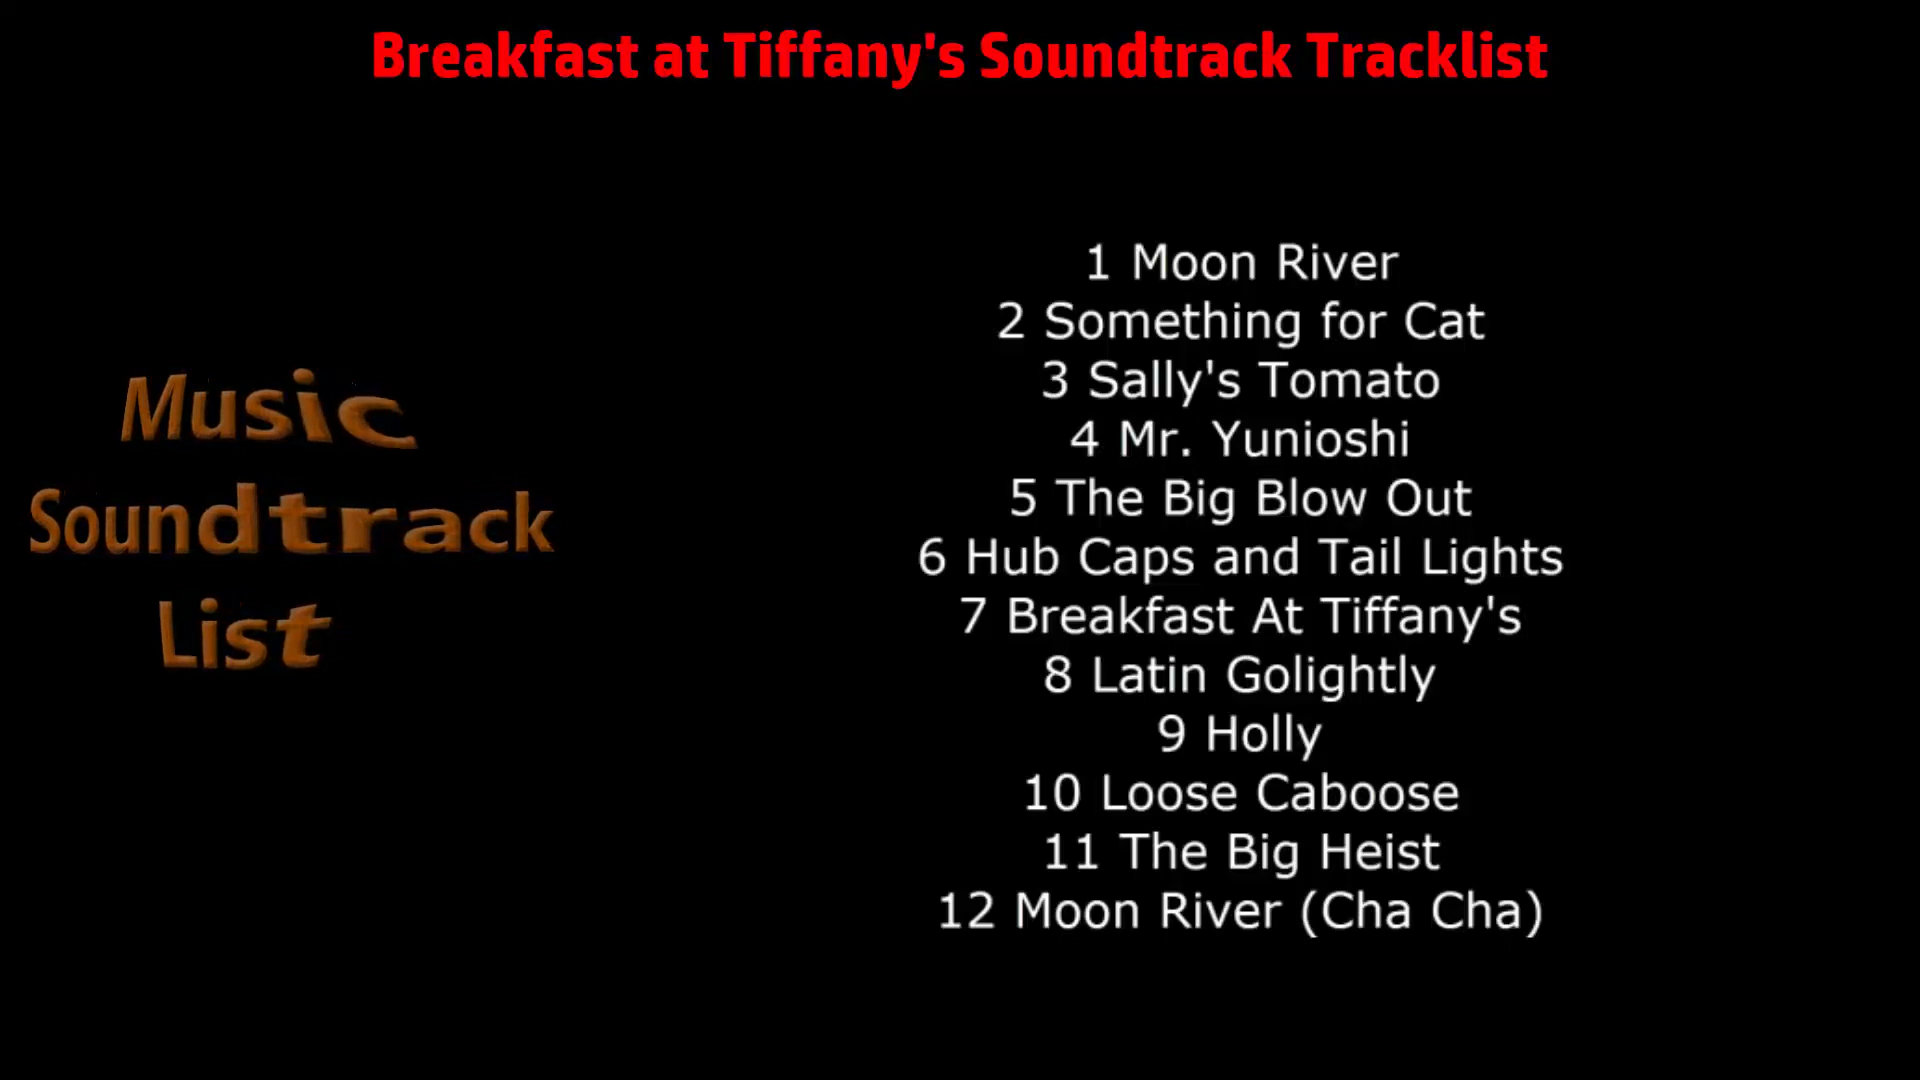 Breakfast at Tiffany's Soundtrack Tracklist
Music
Soundtrack
List
1 Moon River
2 Something for Cat
3 Sally's Tomato
4 Mr. Yunioshi
5 The Big Blow Out
6 Hub Caps and Tail Lights
7 Breakfast At Tiffany's
8 Latin Golightly
9 Holly
10 Loose Caboose
11 The Big Heist
12 Moon River (Cha Cha)